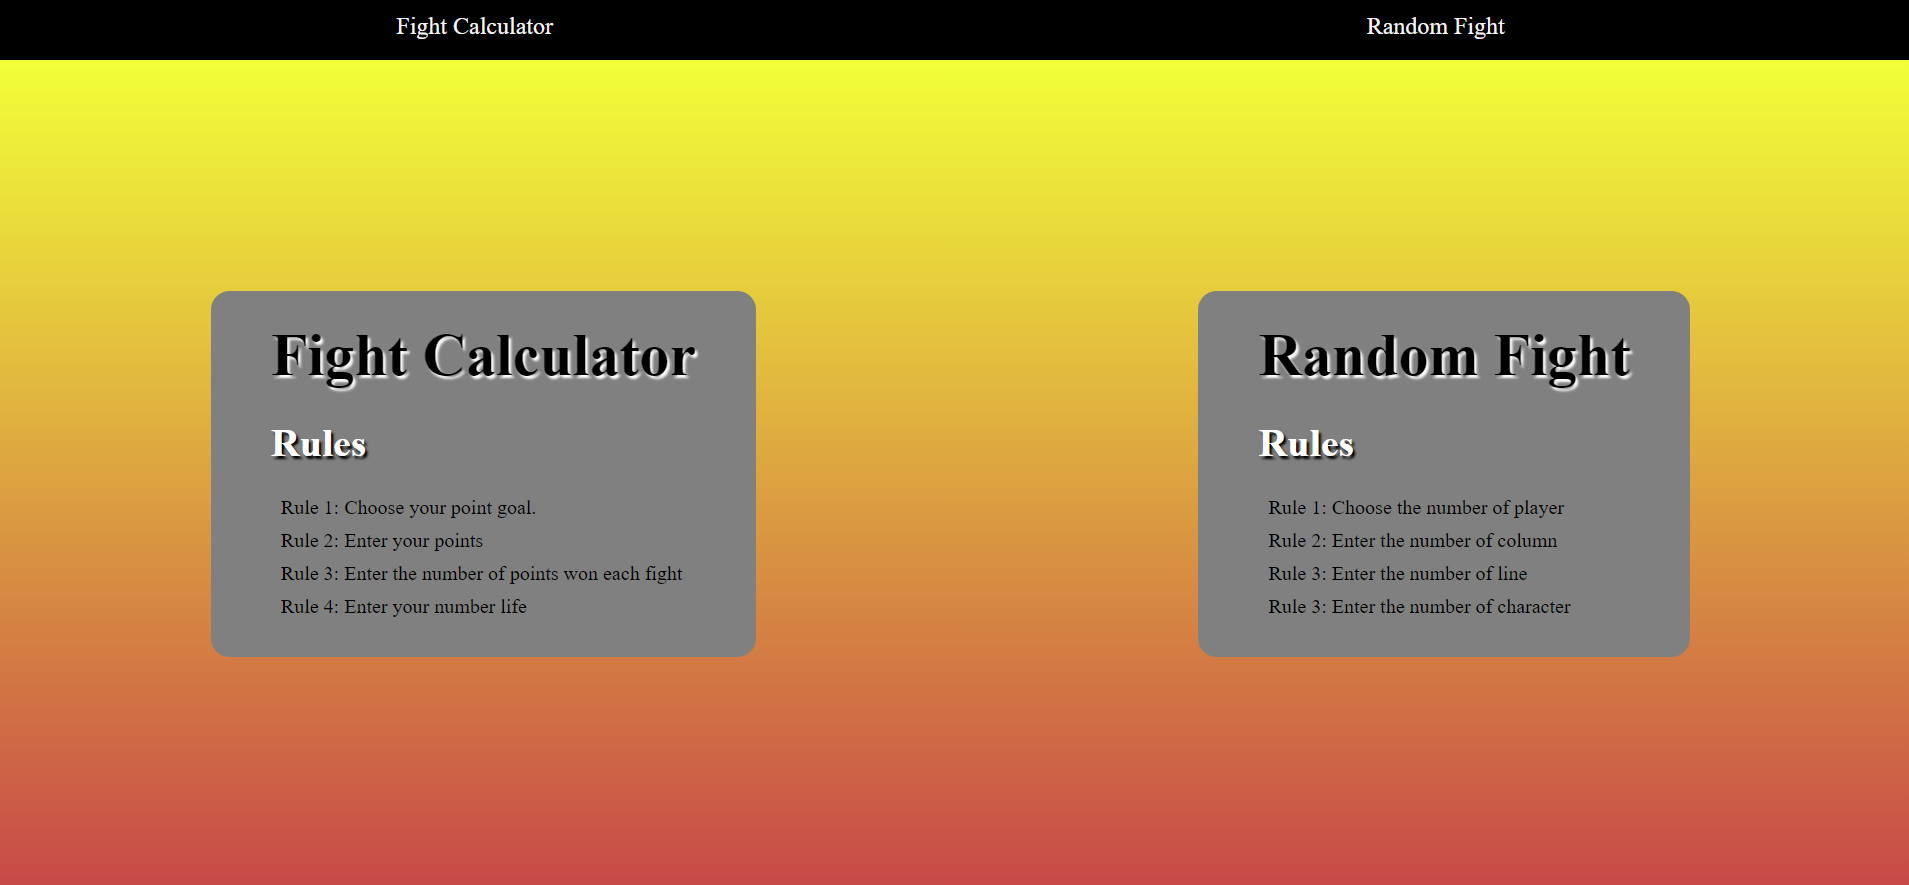 Fight Calculator
Random Fight
Fight Calculator
Rules
Rule 1: Choose your point goal.
Rule 2: Enter your points
Rule 3: Enter the number of points won each fight
Rule 4: Enter your number life
Random Fight
Rules
Rule 1: Choose the number of player
Rule 2: Enter the number of column
Rule 3: Enter the number of line
Rule 3: Enter the number of character